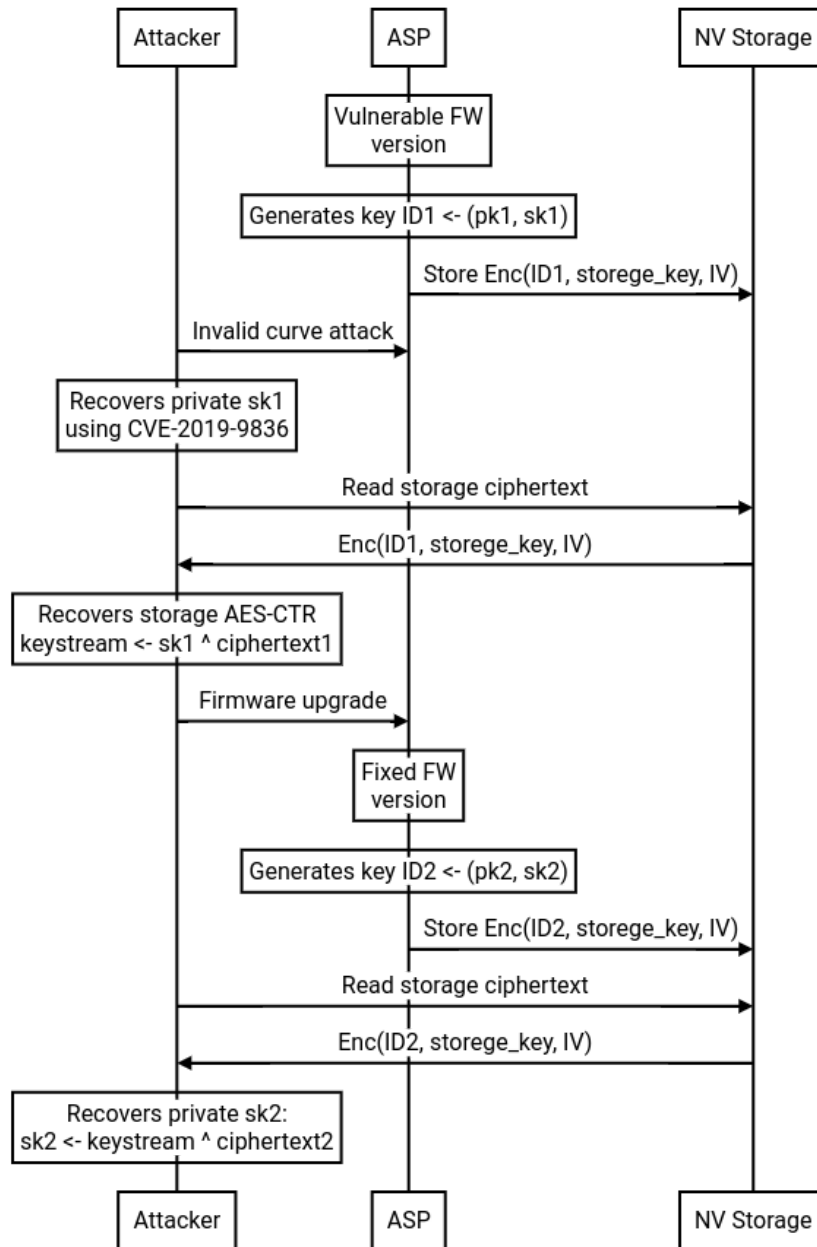 Attacker
ASP
NV Storage
Vulnerable FW
version
Generates key ID1 <- (pk1, sk1)
Store Enc(ID1, storege_key, IV)
Invalid curve attack
Recovers private sk1
using CVE-2019-9836
Read storage ciphertext
Enc(ID1, storege_key, IV)
Recovers storage AES-CTR
keystream <- sk1 ^ ciphertext1
Firmware upgrade
Fixed FW
version
Generates key ID2 <- (pk2, sk2)
Store Enc(ID2, storege_key, IV)
Read storage ciphertext
Enc(ID2, storege_key, IV)
Recovers private sk2:
sk2 <- keystream ^ ciphertext2
Attacker
ASP
NV Storage